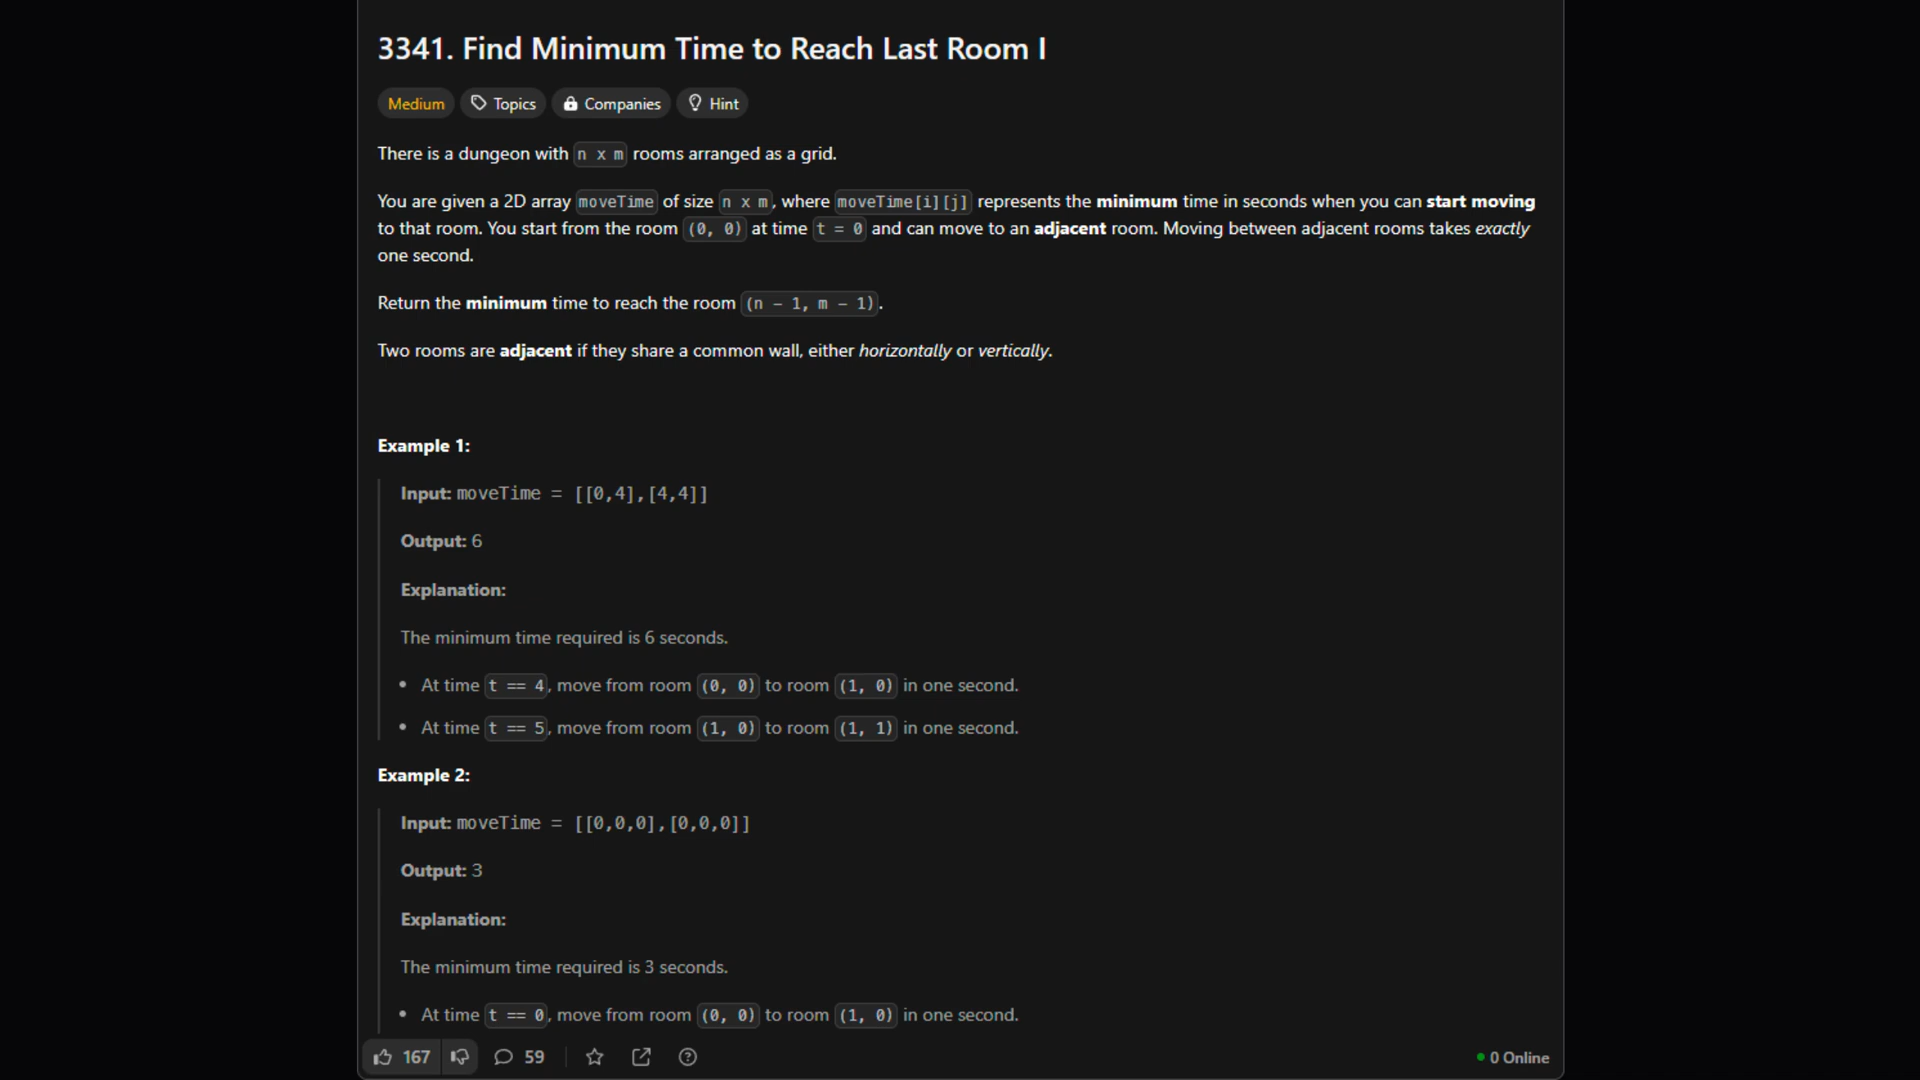 3341. Find Minimum Time to Reach Last Room I
Medium Topics Companies Hint
There is a dungeon with n x m rooms arranged as a grid.
You are given a 2D array moveTime of size n x m, where moveTime[i][j] represents the minimum time in seconds when you can start moving
to that room. You start from the room (0, 0) at time t = 0 and can move to an adjacent room. Moving between adjacent rooms takes exactly
one second.
Return the minimum time to reach the room (n - 1, m - 1).
Two rooms are adjacent if they share a common wall, either horizontally or vertically.
Example 1:
Input: moveTime = [[0,4],[4,4]]
Output: 6
Explanation:
The minimum time required is 6 seconds.
• At time t == 4, move from room (0, 0) to room (1, 0) in one second.
• At time t == 5, move from room (1, 0) to room (1, 1) in one second.
Example 2:
Input: moveTime = [[0,0,0],[0,0,0]]
Output: 3
Explanation:
The minimum time required is 3 seconds.
• At time t == 0, move from room (0, 0) to room (1, 0) in one second.
167 59 0 Online